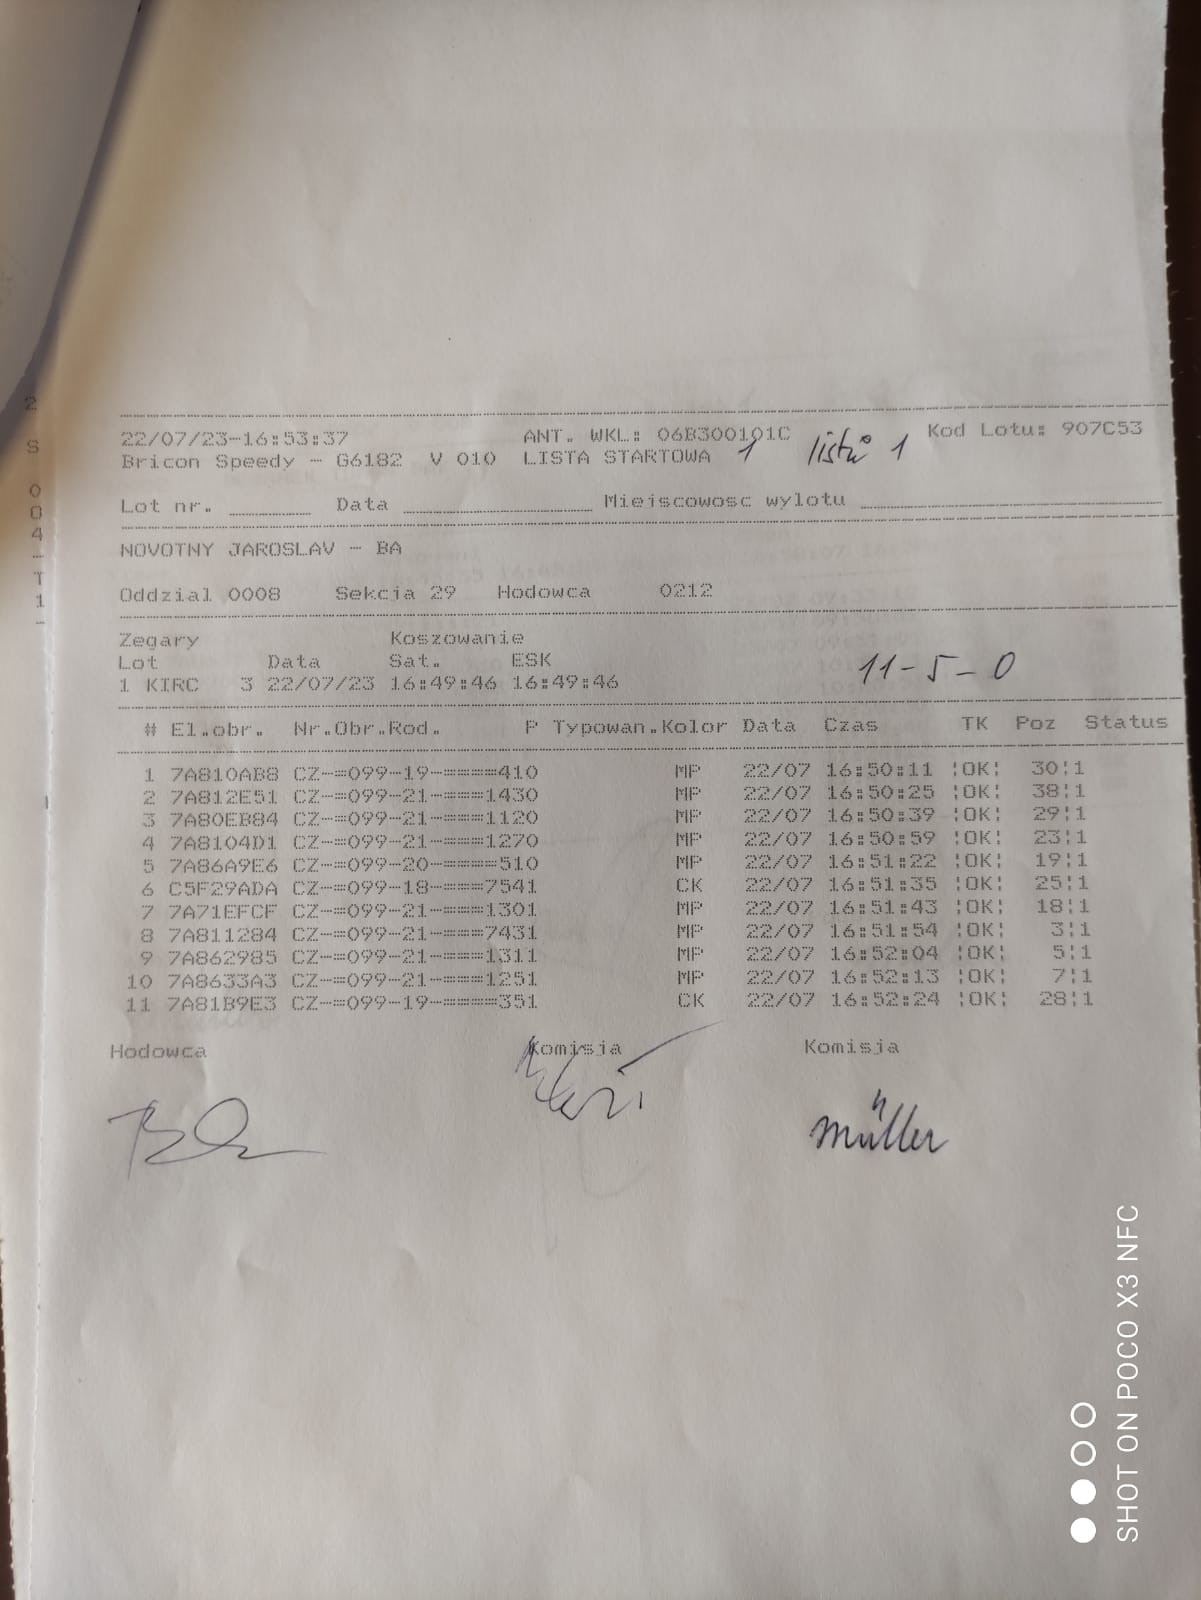 22/07/23-16:53:37 ANT. WKL: 06B300101C Kod Lotu: 907C53
Bricon Speedy - G6182 V 010 LISTA STARTOWA 1 listů 1
Lot nr. Data Miejscowosc wylotu
NOVOTNY JAROSLAV - BA
Oddzial 0008 Sekcja 29 Hodowca 0212
Zegary Koszowanie
Lot Data Sat. ESK
1 KIRC 3 22/07/23 16:49:46 16:49:46
11-5-0
# El.obr. Nr.Obr.Rod. P Typowan.Kolor Data Czas TK Poz Status
1 7A810AB8 CZ-=099-19-====410 MP 22/07 16:50:11 ¦OK¦ 30¦1
2 7A812E51 CZ-=099-21-===1430 MP 22/07 16:50:25 ¦OK¦ 38¦1
3 7A80EB84 CZ-=099-21-===1120 MP 22/07 16:50:39 ¦OK¦ 29¦1
4 7A8104D1 CZ-=099-21-===1270 MP 22/07 16:50:59 ¦OK¦ 23¦1
5 7A86A9E6 CZ-=099-20-====510 MP 22/07 16:51:22 ¦OK¦ 19¦1
6 C5F29ADA CZ-=099-18-===7541 CK 22/07 16:51:35 ¦OK¦ 25¦1
7 7A71EFCF CZ-=099-21-===1301 MP 22/07 16:51:43 ¦OK¦ 18¦1
8 7A811284 CZ-=099-21-===7431 MP 22/07 16:51:54 ¦OK¦ 3¦1
9 7A862985 CZ-=099-21-===1311 MP 22/07 16:52:04 ¦OK¦ 5¦1
10 7A8633A3 CZ-=099-21-===1251 MP 22/07 16:52:13 ¦OK¦ 7¦1
11 7A81B9E3 CZ-=099-19-====351 CK 22/07 16:52:24 ¦OK¦ 28¦1
Hodowca Komisja Komisja
Müller
SHOT ON POCO X3 NFC